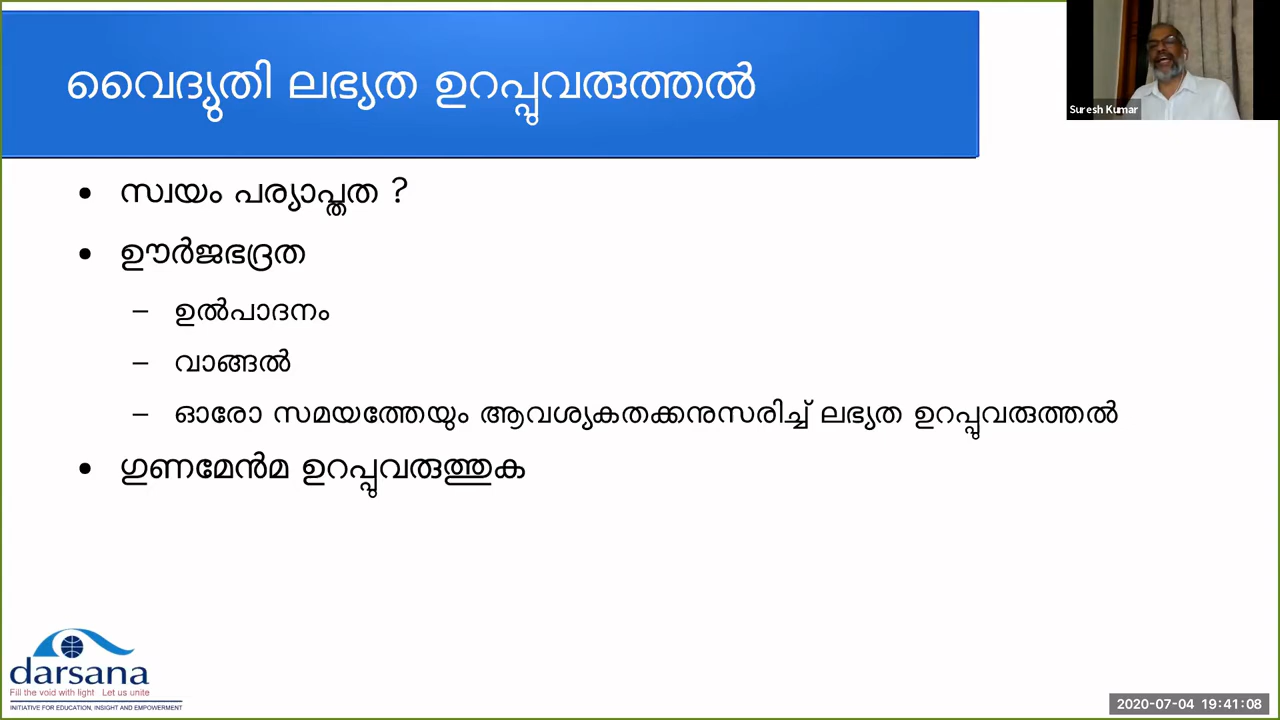 വൈദ്യുതി ലഭ്യത ഉറപ്പുവരുത്തൽ
Suresh Kumar
• സ്വയം പര്യാപ്തത ?
• ഊർജഭദ്രത
– ഉൽപാദനം
– വാങ്ങൽ
– ഓരോ സമയത്തേയും ആവശ്യകതക്കനുസരിച്ച് ലഭ്യത ഉറപ്പുവരുത്തൽ
• ഗുണമേൻമ ഉറപ്പുവരുത്തുക
darsana
Fill the void with light Let us unite
INITIATIVE FOR EDUCATION, INSIGHT AND EMPOWERMENT
2020-07-04 19:41:08